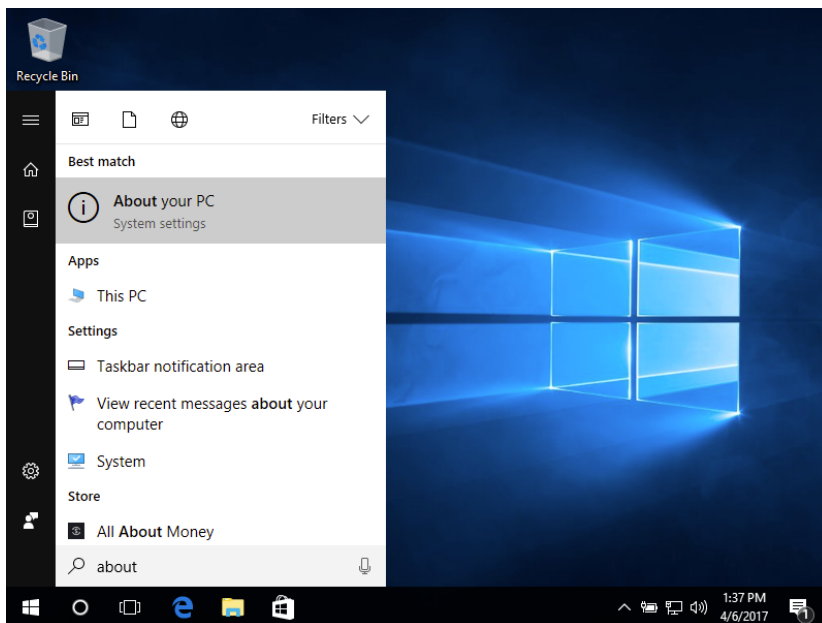 Recycle Bin
Filters
Best match
About your PC
System settings
Apps
This PC
Settings
Taskbar notification area
View recent messages about your
computer
System
Store
All About Money
about
1:37 PM
4/6/2017
1